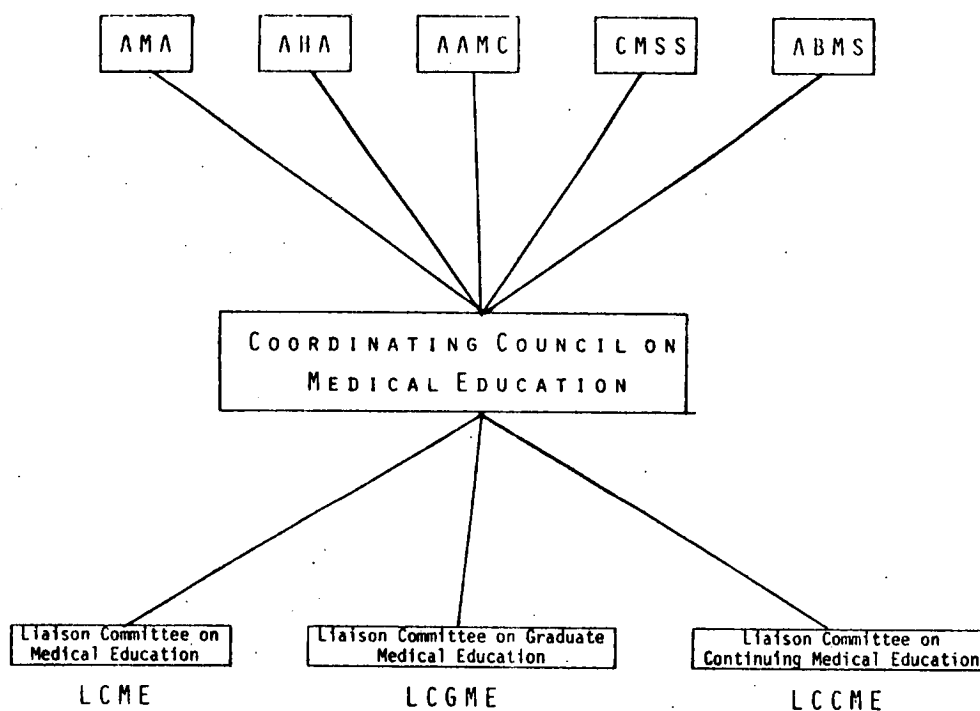 AMA AHA AAMC CMSS ABMS
COORDINATING COUNCIL ON
MEDICAL EDUCATION
Liaison Committee on
Medical Education
Liaison Committee on Graduate
Medical Education
Liaison Committee on
Continuing Medical Education
LCME LCGME LCCME